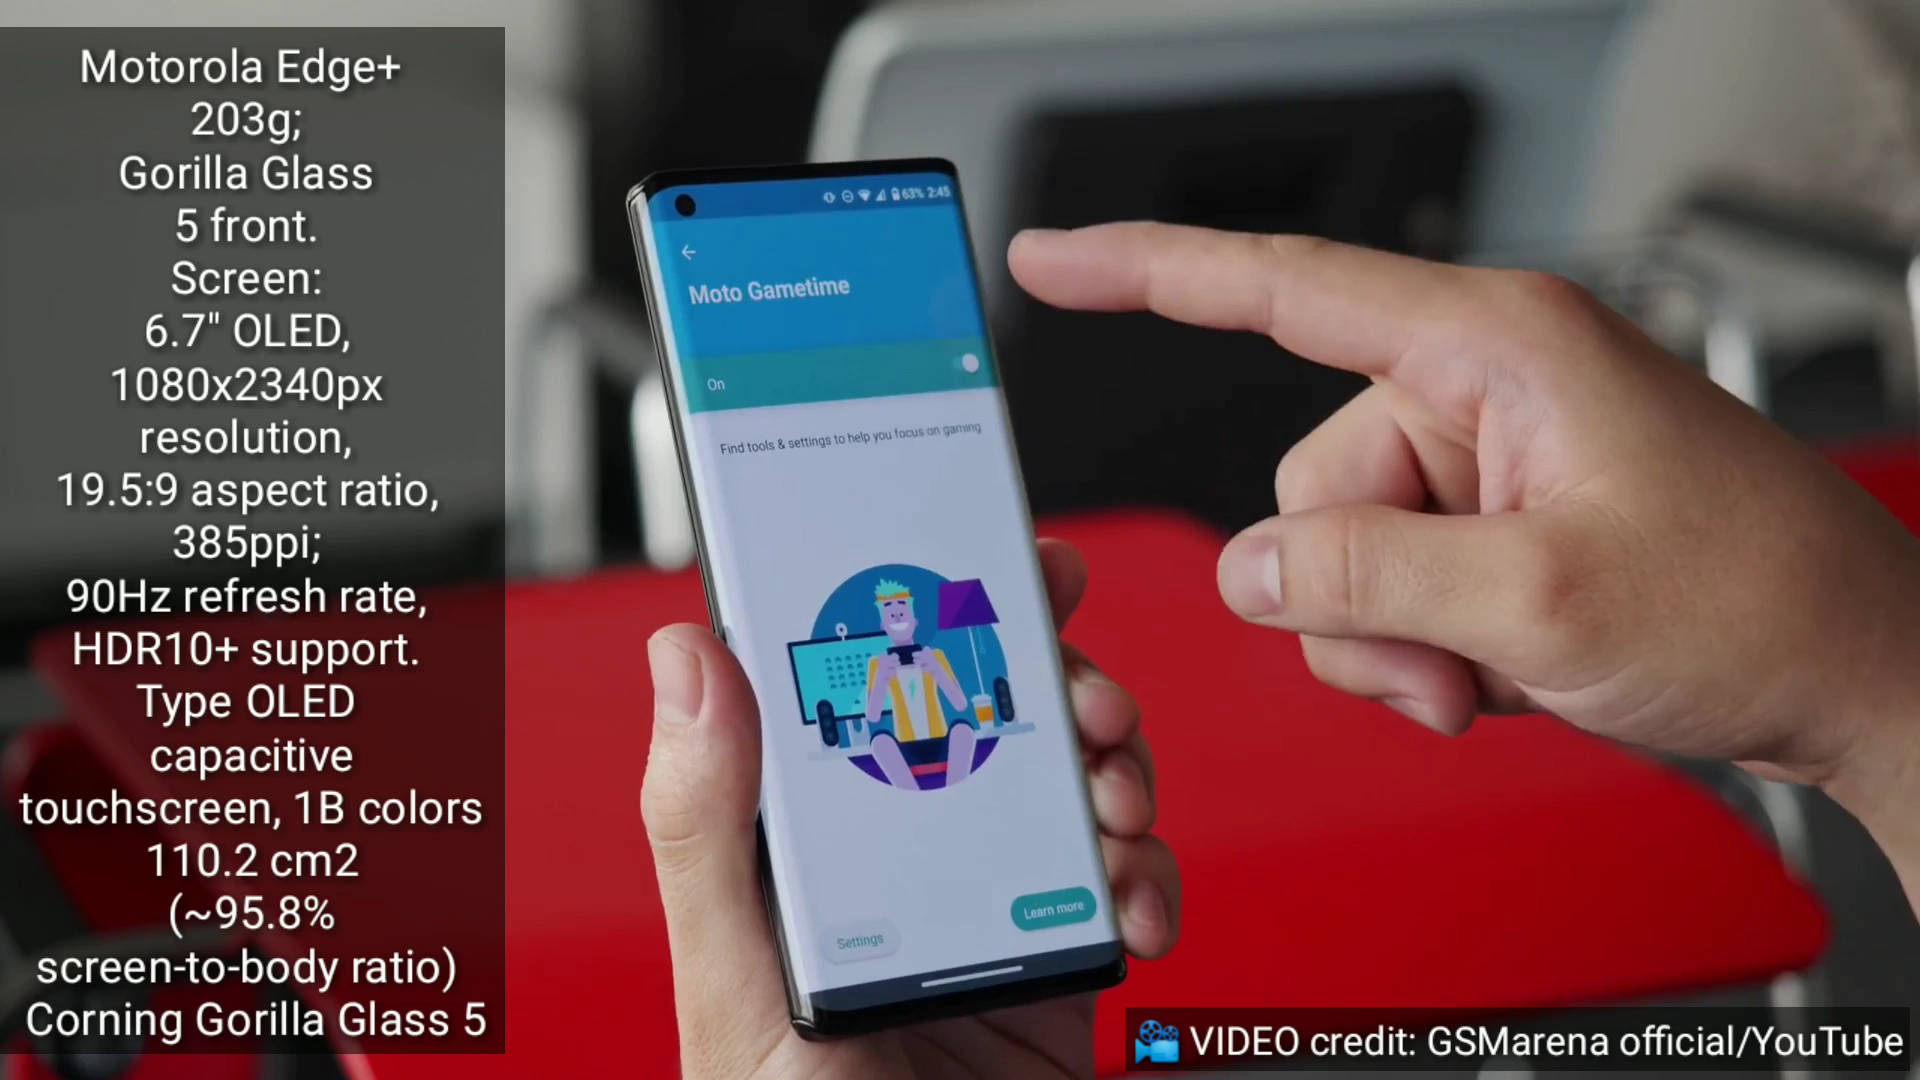 Motorola Edge+
203g;
Gorilla Glass
5 front.
Screen:
6.7" OLED,
1080x2340px
resolution,
19.5:9 aspect ratio,
385ppi;
90Hz refresh rate,
HDR10+ support.
Type OLED
capacitive
touchscreen, 1B colors
110.2 cm2
(~95.8%
screen-to-body ratio)
Corning Gorilla Glass 5
63% 2:45
Moto Gametime
On
Find tools & settings to help you focus on gaming
Settings
Learn more
VIDEO credit: GSMarena official/YouTube